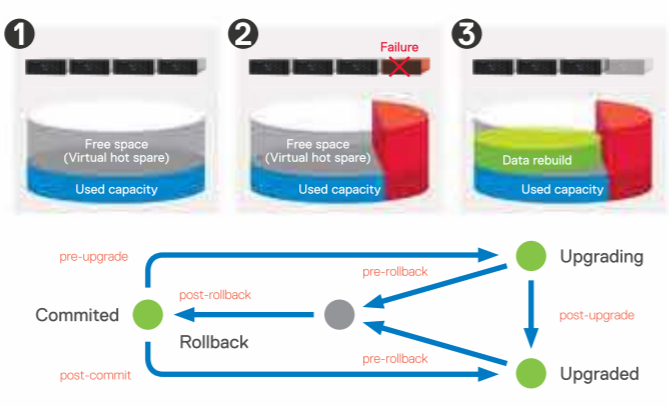 1
2
3
Failure
Free space
(Virtual hot spare)
Used capacity
Free space
(Virtual hot spare)
Used capacity
Data rebuild
Used capacity
pre-upgrade
Upgrading
pre-rollback
post-rollback
Commited
post-upgrade
Rollback
pre-rollback
post-commit
Upgraded